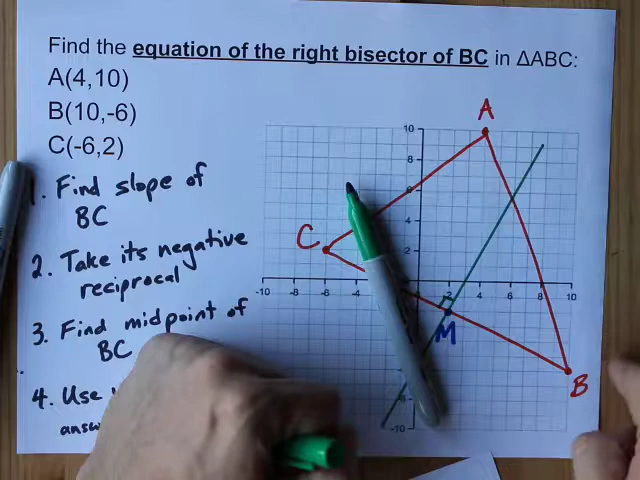 Find the equation of the right bisector of BC in ΔABC:
A(4,10)
B(10,-6)
C(-6,2)
1. Find slope of
BC
2. Take its negative
reciprocal
3. Find midpoint of
BC
4. Use
A
10
8
6
4
2
C
-10
-8
-6
-4
2
4
6
8
10
M
B
-10